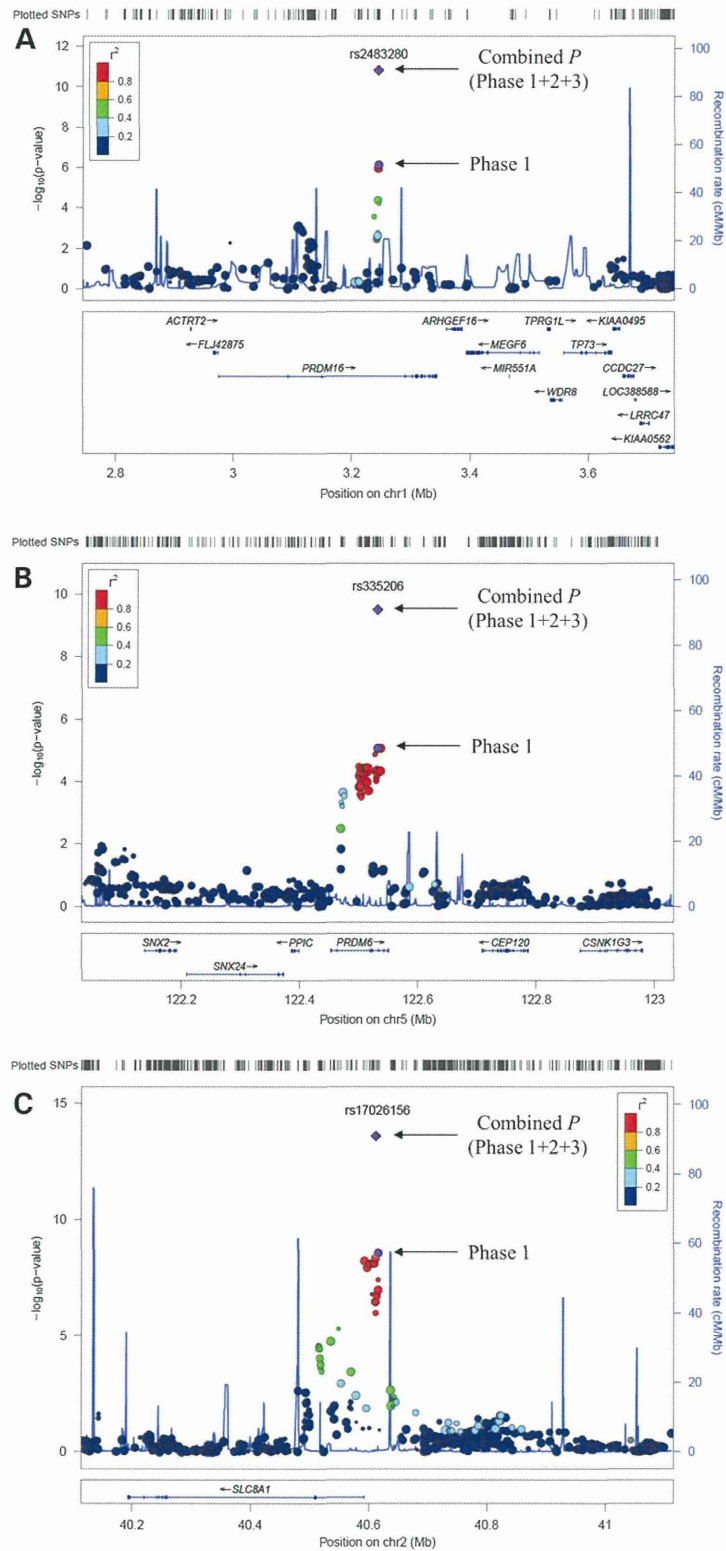 Plotted SNPs
A
r²
0.8
0.6
0.4
0.2
rs2483280
Combined P
(Phase 1+2+3)
Phase 1
12
10
8
6
4
2
0
−log₁₀(p−value)
100
80
60
40
20
0
Recombination rate (cM/Mb)
ACTRT2→
ARHGEF16→
TPRG1L→
←KIAA0495
←FLJ42875
←MEGF6
TP73→
PRDM16→
←MIR551A
CCDC27→
←WDR8
LOC388588→
←LRRC47
←KIAA0562
2.8
3
3.2
3.4
3.6
Position on chr1 (Mb)
Plotted SNPs
B
r²
0.8
0.6
0.4
0.2
rs335206
Combined P
(Phase 1+2+3)
Phase 1
10
8
6
4
2
0
−log₁₀(p−value)
100
80
60
40
20
0
Recombination rate (cM/Mb)
SNX2→
←PPIC
PRDM6→
←CEP120
CSNK1G3→
SNX24→
122.2
122.4
122.6
122.8
123
Position on chr5 (Mb)
Plotted SNPs
C
rs17026156
Combined P
(Phase 1+2+3)
Phase 1
r²
0.8
0.6
0.4
0.2
15
10
5
0
−log₁₀(p−value)
100
80
60
40
20
0
Recombination rate (cM/Mb)
←SLC8A1
40.2
40.4
40.6
40.8
41
Position on chr2 (Mb)